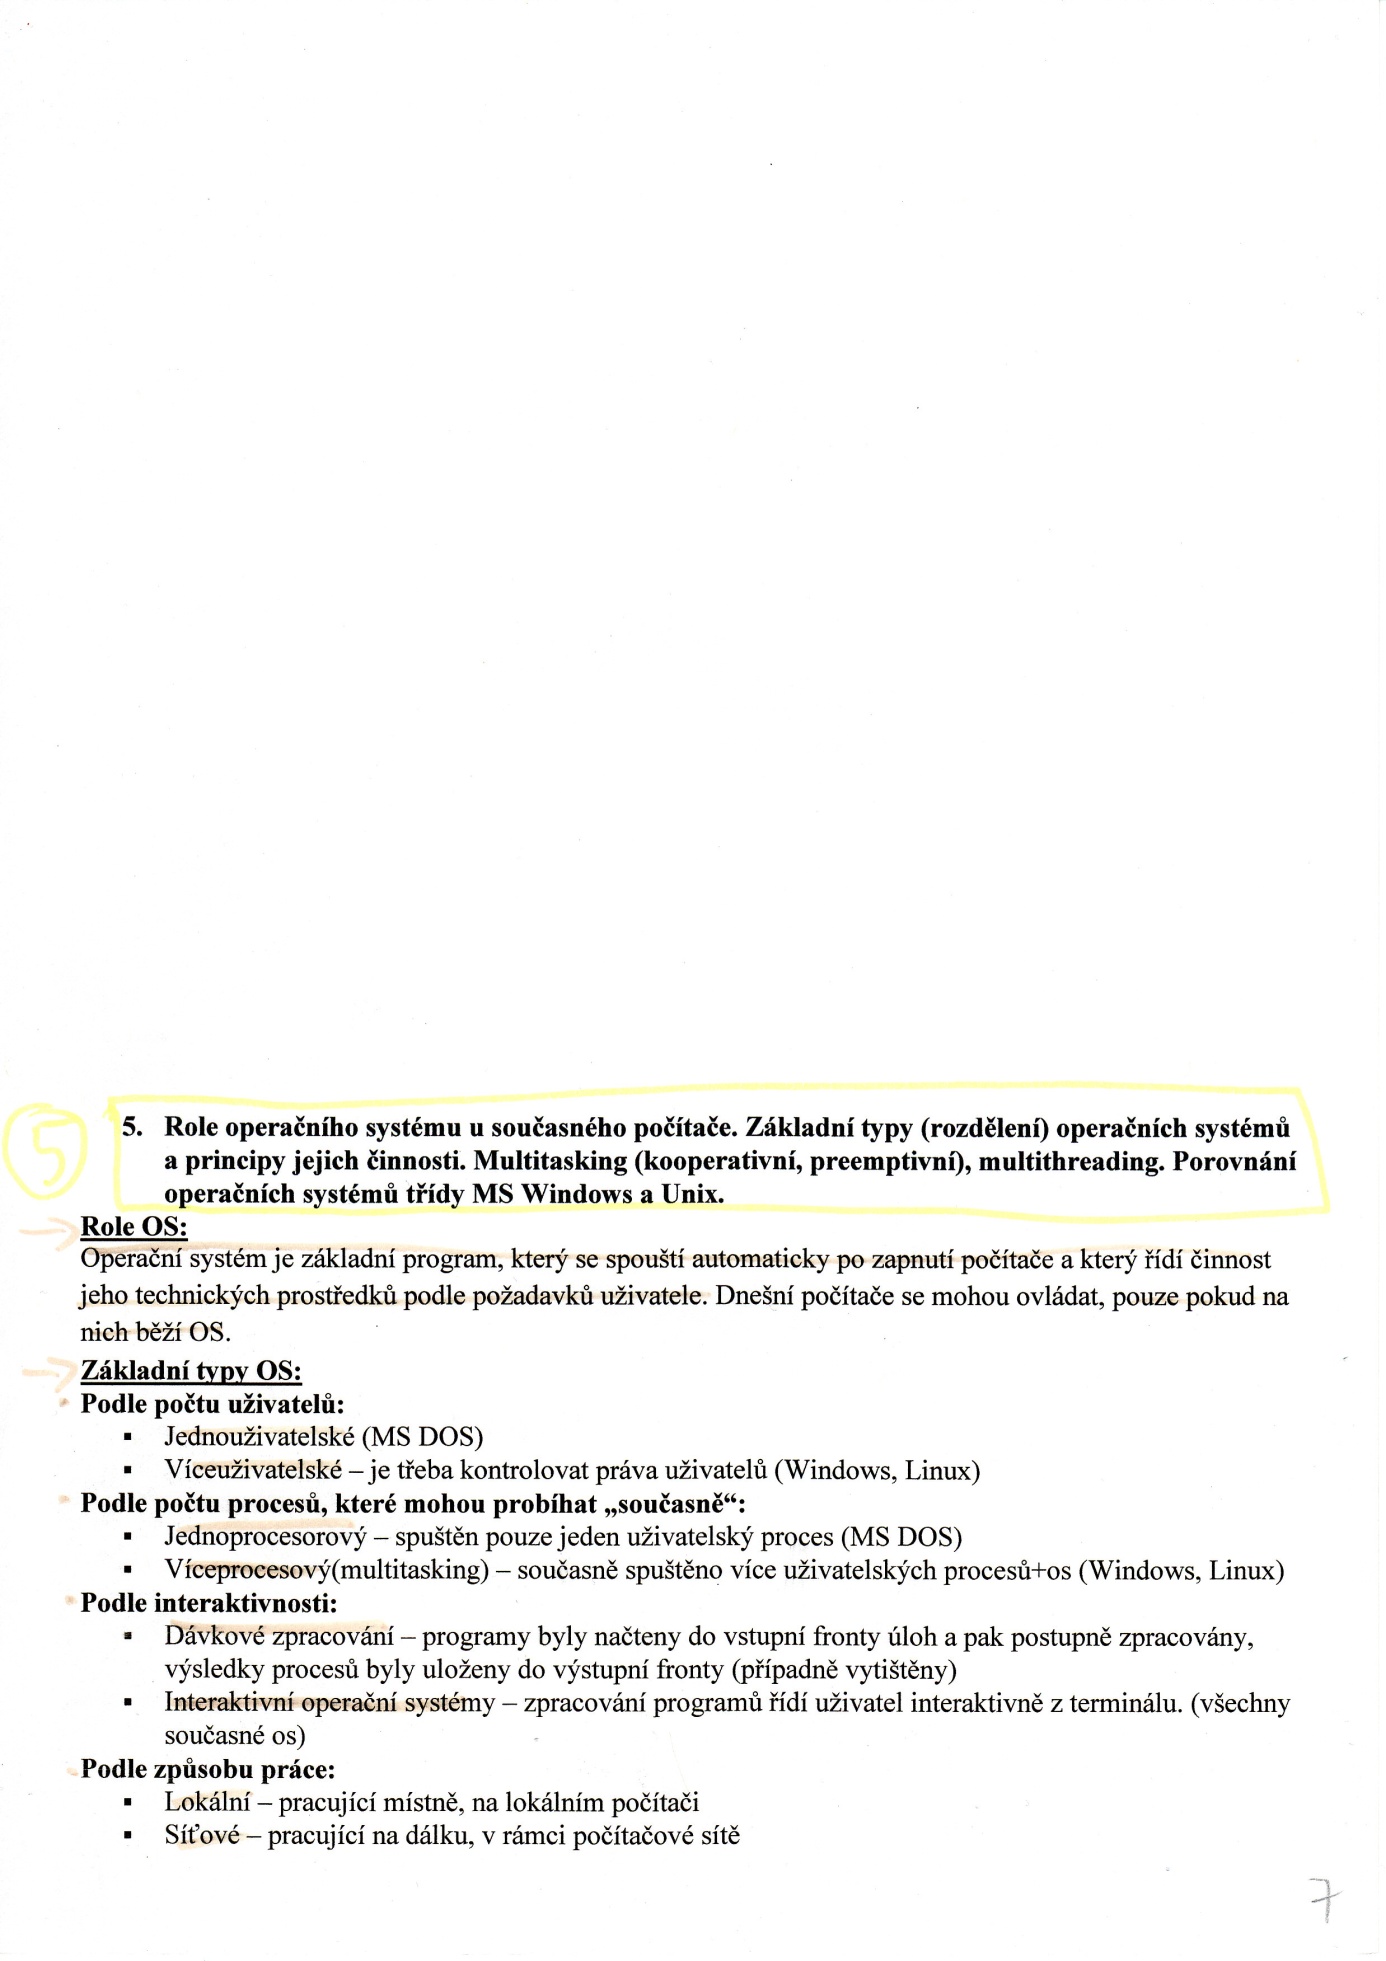 5
5. Role operačního systému u současného počítače. Základní typy (rozdělení) operačních systémů
a principy jejich činnosti. Multitasking (kooperativní, preemptivní), multithreading. Porovnání
operačních systémů třídy MS Windows a Unix.
Role OS:
Operační systém je základní program, který se spouští automaticky po zapnutí počítače a který řídí činnost
jeho technických prostředků podle požadavků uživatele. Dnešní počítače se mohou ovládat, pouze pokud na
nich běží OS.
Základní typy OS:
Podle počtu uživatelů:
▪ Jednouživatelské (MS DOS)
▪ Víceuživatelské – je třeba kontrolovat práva uživatelů (Windows, Linux)
Podle počtu procesů, které mohou probíhat „současně“:
▪ Jednoprocesorový – spuštěn pouze jeden uživatelský proces (MS DOS)
▪ Víceprocesový(multitasking) – současně spuštěno více uživatelských procesů+os (Windows, Linux)
Podle interaktivnosti:
▪ Dávkové zpracování – programy byly načteny do vstupní fronty úloh a pak postupně zpracovány,
výsledky procesů byly uloženy do výstupní fronty (případně vytištěny)
▪ Interaktivní operační systémy – zpracování programů řídí uživatel interaktivně z terminálu. (všechny
současné os)
Podle způsobu práce:
▪ Lokální – pracující místně, na lokálním počítači
▪ Síťové – pracující na dálku, v rámci počítačové sítě
7